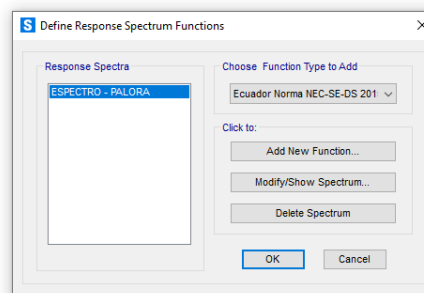 S Define Response Spectrum Functions
Response Spectra
ESPECTRO - PALORA
Choose Function Type to Add
Ecuador Norma NEC-SE-DS 201
Click to:
Add New Function...
Modify/Show Spectrum...
Delete Spectrum
OK
Cancel